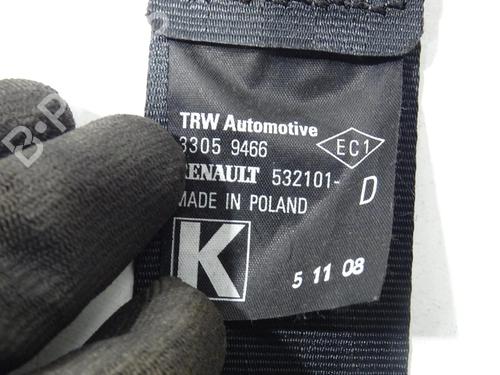 TRW Automotive
3305 9466
EC1
RENAULT 532101-
D
MADE IN POLAND
K
5 11 08
B-P